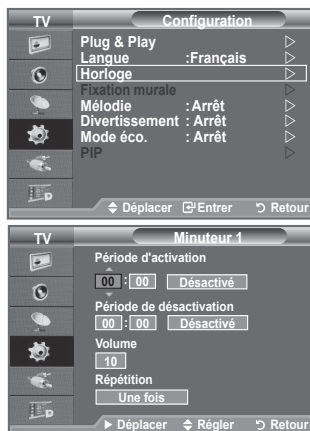 TV Configuration
Plug & Play
Langue :Français
Horloge
Fixation murale
Mélodie : Arrêt
Divertissement : Arrêt
Mode éco. : Arrêt
PIP
Déplacer Entrer Retour
TV Minuteur 1
Période d'activation
00 : 00 Désactivé
Période de désactivation
00 : 00 Désactivé
Volume
10
Répétition
Une fois
Déplacer Régler Retour